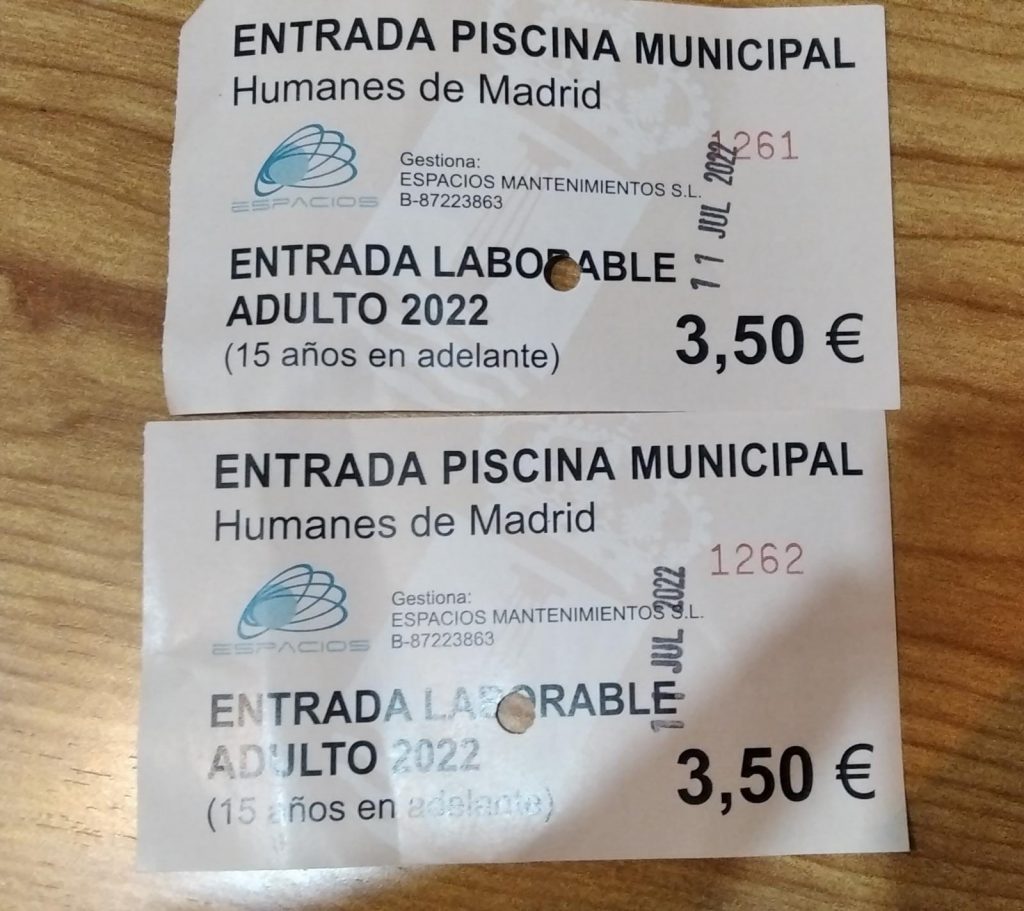 ENTRADA PISCINA MUNICIPAL
Humanes de Madrid
1261
ESPACIOS
Gestiona:
ESPACIOS MANTENIMIENTOS S.L.
B-87223863
11 JUL 2022
ENTRADA LABORABLE
ADULTO 2022
(15 años en adelante)
3,50 €
ENTRADA PISCINA MUNICIPAL
Humanes de Madrid
1262
ESPACIOS
Gestiona:
ESPACIOS MANTENIMIENTOS S.L.
B-87223863
11 JUL 2022
ENTRADA LABORABLE
ADULTO 2022
(15 años en adelante)
3,50 €